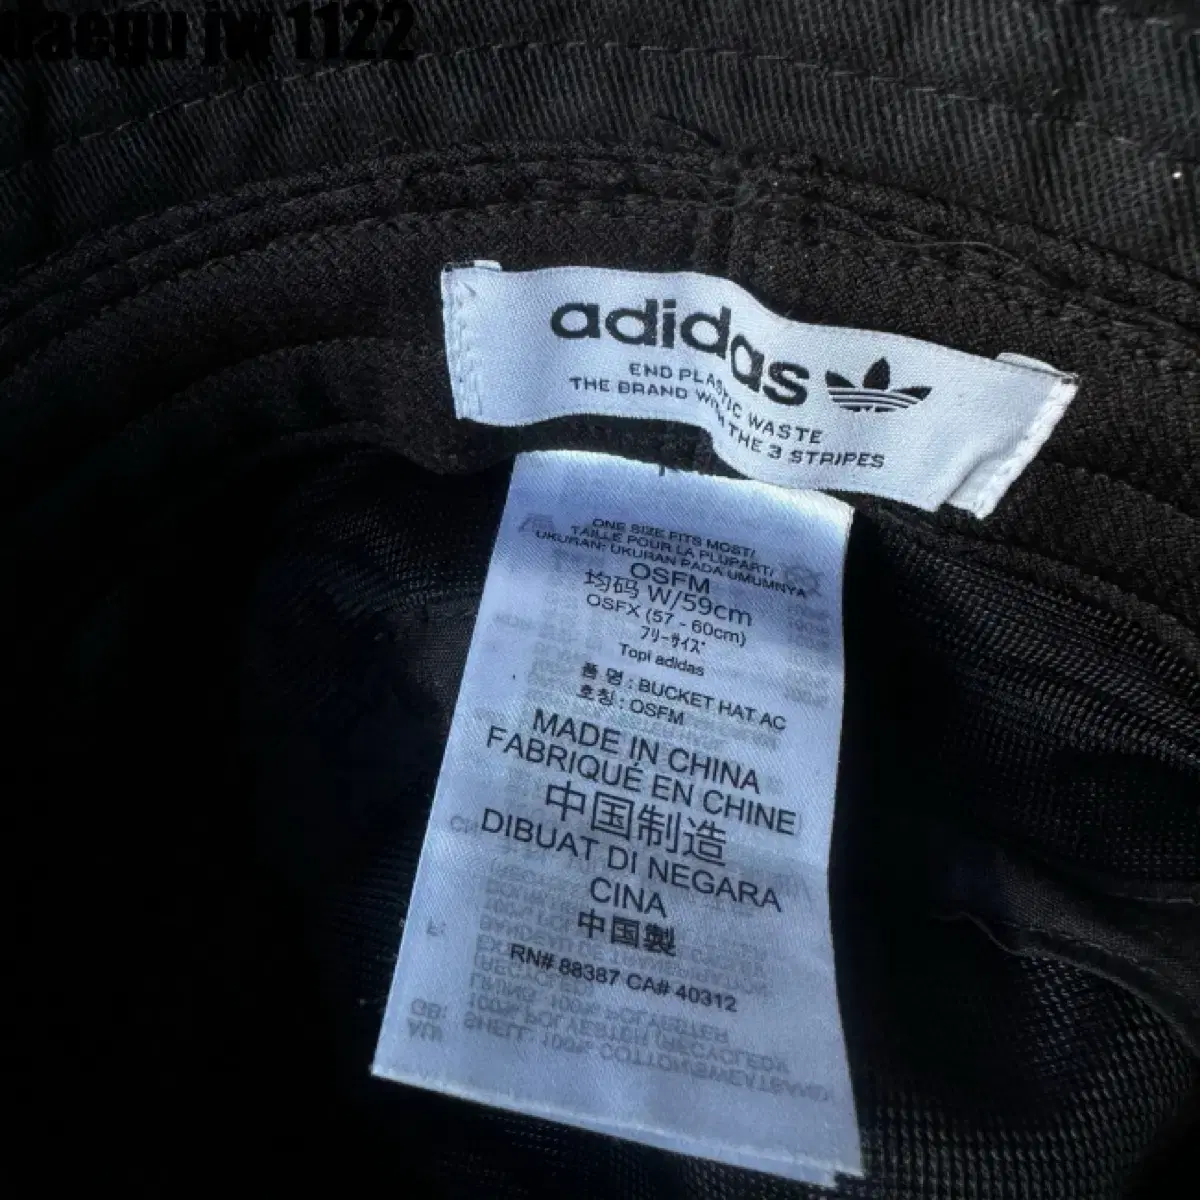 daegu jw 1122
adidas
END PLASTIC WASTE
THE BRAND WITH THE 3 STRIPES
ONE SIZE FITS MOST/
TAILLE POUR LA PLUPART/
UKURAN: UKURAN PADA UMUMNYA
OSFM
均码 W/59cm
OSFX (57 - 60cm)
フリーサイズ
Topi adidas
품 명 : BUCKET HAT AC
호칭 : OSFM
MADE IN CHINA
FABRIQUÉ EN CHINE
中国制造
DIBUAT DI NEGARA
CINA
中国製
RN# 88387 CA# 40312